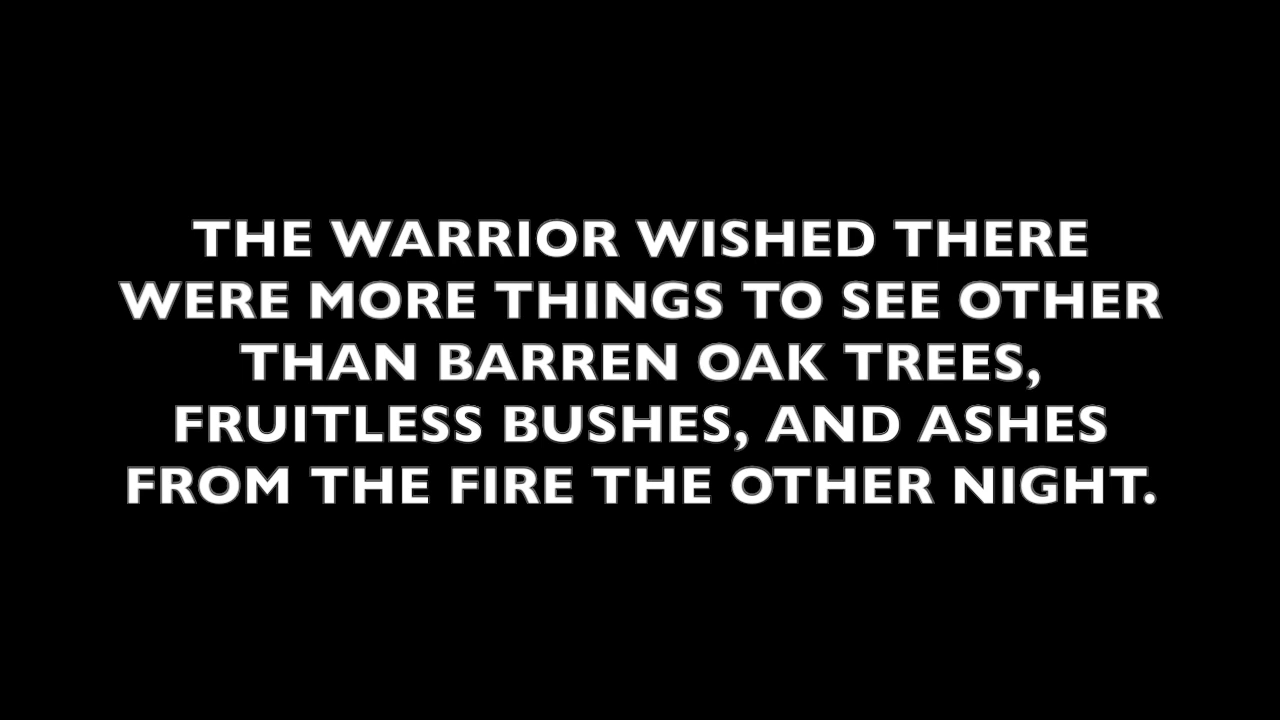 THE WARRIOR WISHED THERE
WERE MORE THINGS TO SEE OTHER
THAN BARREN OAK TREES,
FRUITLESS BUSHES, AND ASHES
FROM THE FIRE THE OTHER NIGHT.